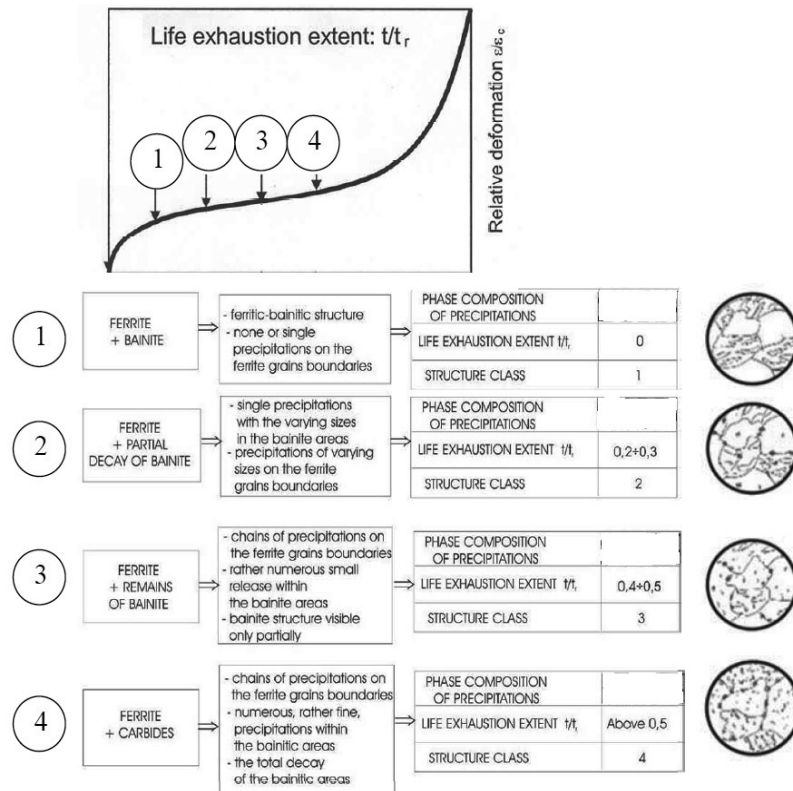 Life exhaustion extent: t/tr
Relative deformation ε/εc
1
2
3
4
1
FERRITE
+ BAINITE
- ferritic-bainitic structure
- none or single
precipitations on the
ferrite grains boundaries
PHASE COMPOSITION
OF PRECIPITATIONS
LIFE EXHAUSTION EXTENT t/tr 0
STRUCTURE CLASS 1
2
FERRITE
+ PARTIAL
DECAY OF BAINITE
- single precipitations
with the varying sizes
in the bainite areas
- precipitations of varying
sizes on the ferrite
grains boundaries
PHASE COMPOSITION
OF PRECIPITATIONS
LIFE EXHAUSTION EXTENT t/tr 0,2÷0,3
STRUCTURE CLASS 2
3
FERRITE
+ REMAINS
OF BAINITE
- chains of precipitations on
the ferrite grains boundaries
- rather numerous small
release within
the bainite areas
- bainite structure visible
only partially
PHASE COMPOSITION
OF PRECIPITATIONS
LIFE EXHAUSTION EXTENT t/tr 0,4÷0,5
STRUCTURE CLASS 3
4
FERRITE
+ CARBIDES
- chains of precipitations on
the ferrite grains boundaries
- numerous, rather fine,
precipitations within
the bainitic areas
- the total decay
of the bainitic areas
PHASE COMPOSITION
OF PRECIPITATIONS
LIFE EXHAUSTION EXTENT t/tr Above 0,5
STRUCTURE CLASS 4